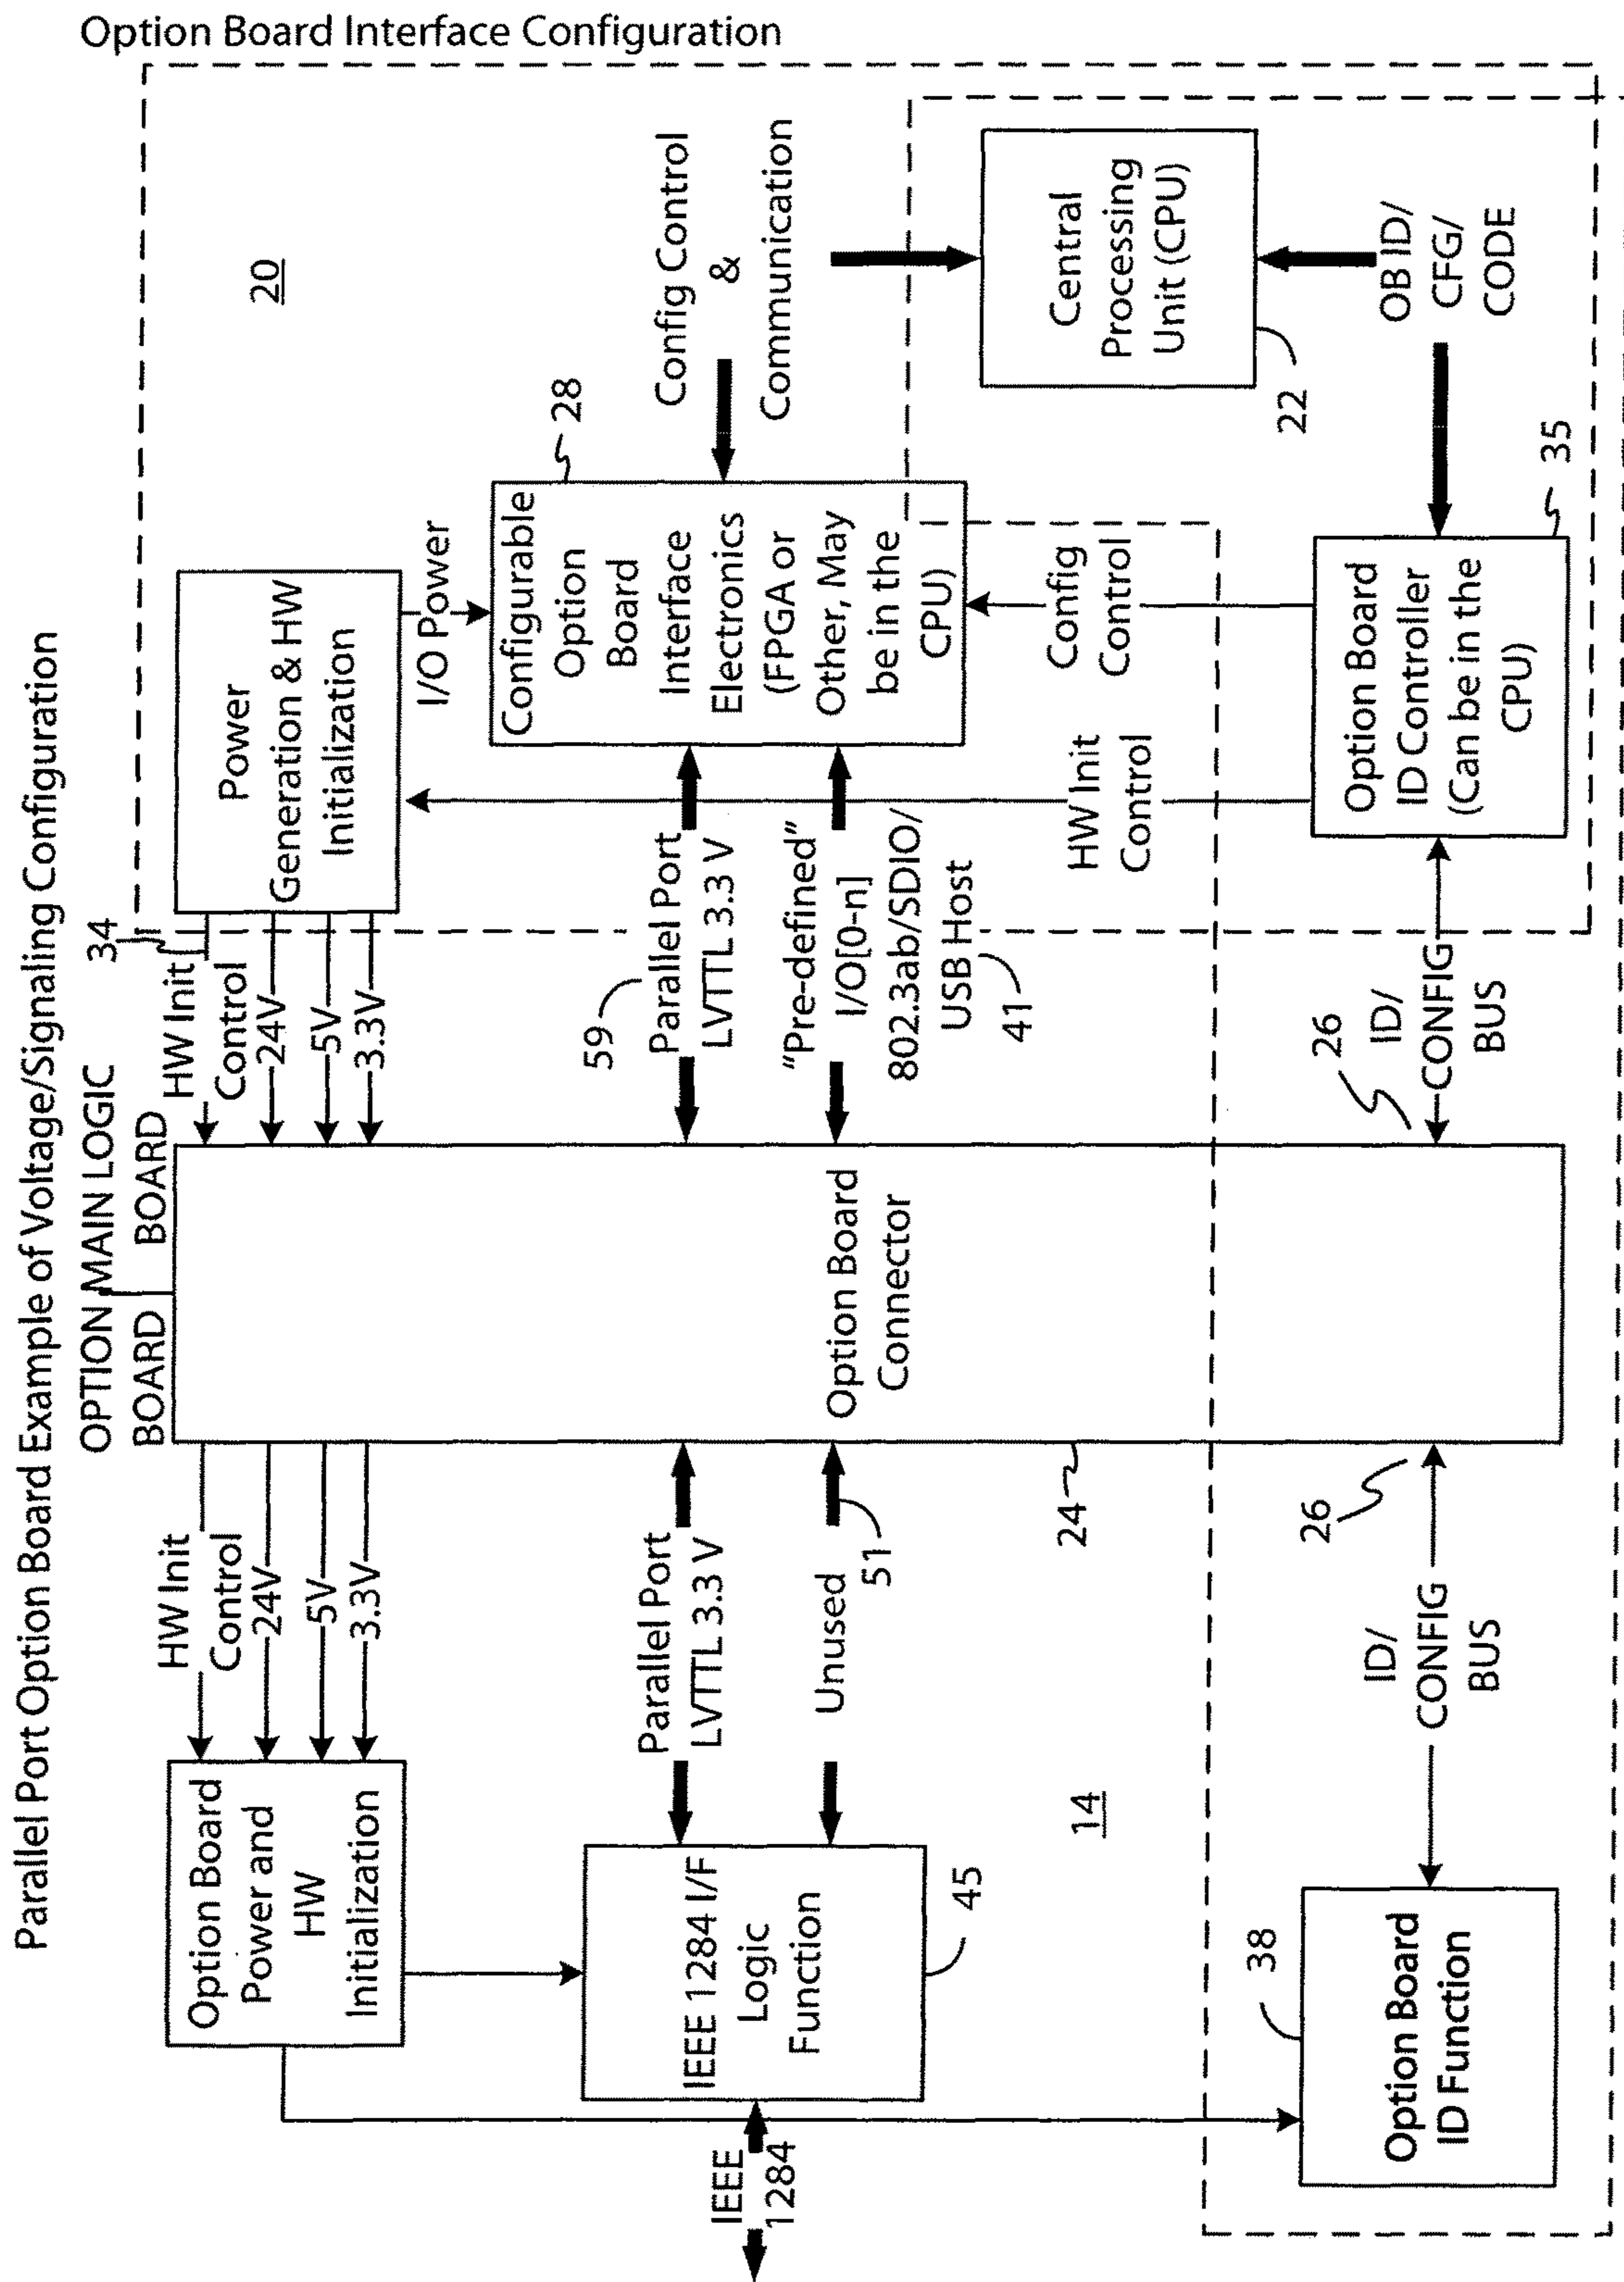 Parallel Port Option Board Example of Voltage/Signaling Configuration
Option Board Interface Configuration
OPTION MAIN LOGIC
BOARD
BOARD
Option Board
Power and
HW
Initialization
HW Init
Control
24V
5V
3.3V
HW Init
Control
24V
5V
3.3V
34
Power
Generation & HW
Initialization
20
I/O Power
IEEE
1284
IEEE 1284 I/F
Logic
Function
45
Parallel Port
LVTTL 3.3 V
Unused
51
Option Board
Connector
24
59
Parallel Port
LVTTL 3.3 V
"Pre-defined"
I/O[0-n]
802.3ab/SDIO/
USB Host
41
Configurable
Option
Board
Interface
Electronics
(FPGA or
Other, May
be in the
CPU)
28
Config Control
&
Communication
14
HW Init
Control
Config
Control
Central
Processing
Unit (CPU)
22
38
Option Board
ID Function
ID/
CONFIG
BUS
26
26
ID/
CONFIG
BUS
Option Board
ID Controller
(Can be in the
CPU)
35
OB ID/
CFG/
CODE